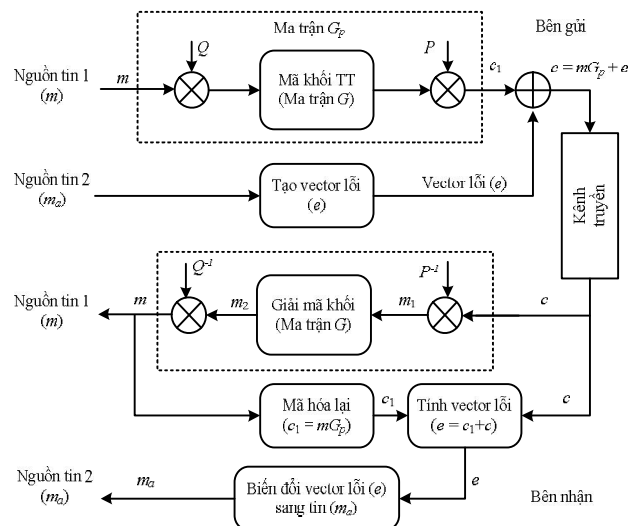 Ma trận Gp
Bên gửi
Q
P
Nguồn tin 1
(m)
m
Mã khối TT
(Ma trận G)
c1
c = mGp + e
Nguồn tin 2
(ma)
Tạo vector lỗi
(e)
Vector lỗi (e)
Kênh
truyền
Q-1
P-1
Nguồn tin 1
(m)
m
m2
Giải mã khối
(Ma trận G)
m1
c
Mã hóa lại
(c1 = mGp)
c1
Tính vector lỗi
(e = c1+c)
c
e
Nguồn tin 2
(ma)
ma
Biến đổi vector lỗi (e)
sang tin (ma)
Bên nhận